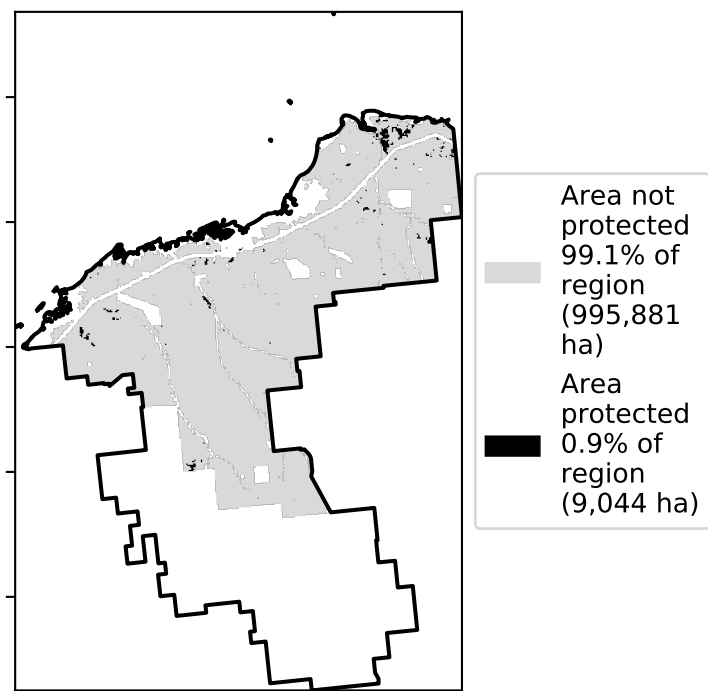 Area not
protected
99.1% of
region
(995,881
ha)
Area
protected
0.9% of
region
(9,044 ha)